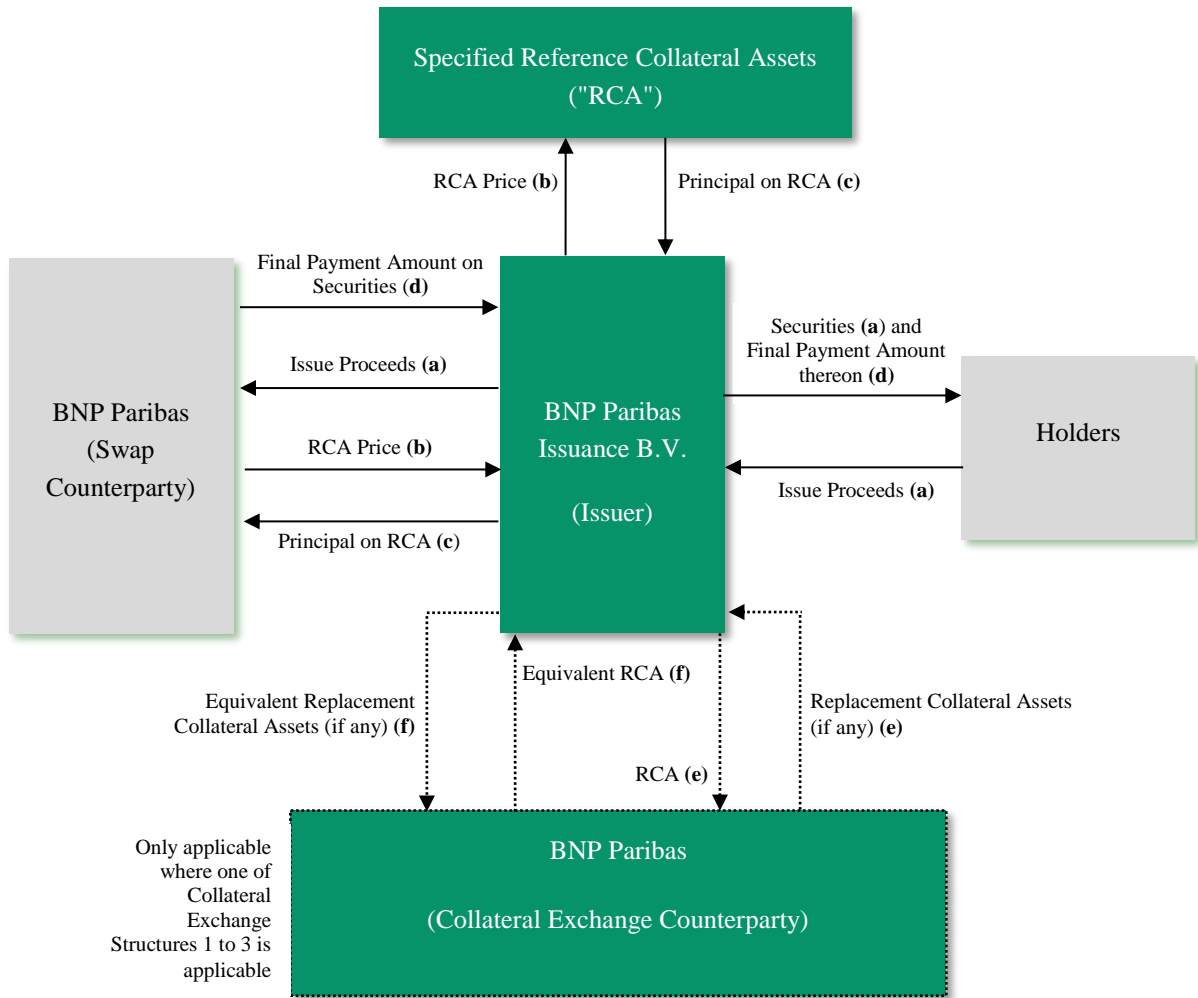 Specified Reference Collateral Assets
("RCA")
RCA Price (b)
Principal on RCA (c)
Final Payment Amount on
Securities (d)
Issue Proceeds (a)
RCA Price (b)
Principal on RCA (c)
BNP Paribas
(Swap
Counterparty)
BNP Paribas
Issuance B.V.
(Issuer)
Securities (a) and
Final Payment Amount
thereon (d)
Issue Proceeds (a)
Holders
Equivalent Replacement
Collateral Assets (if any) (f)
Equivalent RCA (f)
RCA (e)
Replacement Collateral Assets
(if any) (e)
Only applicable
where one of
Collateral
Exchange
Structures 1 to 3 is
applicable
BNP Paribas
(Collateral Exchange Counterparty)